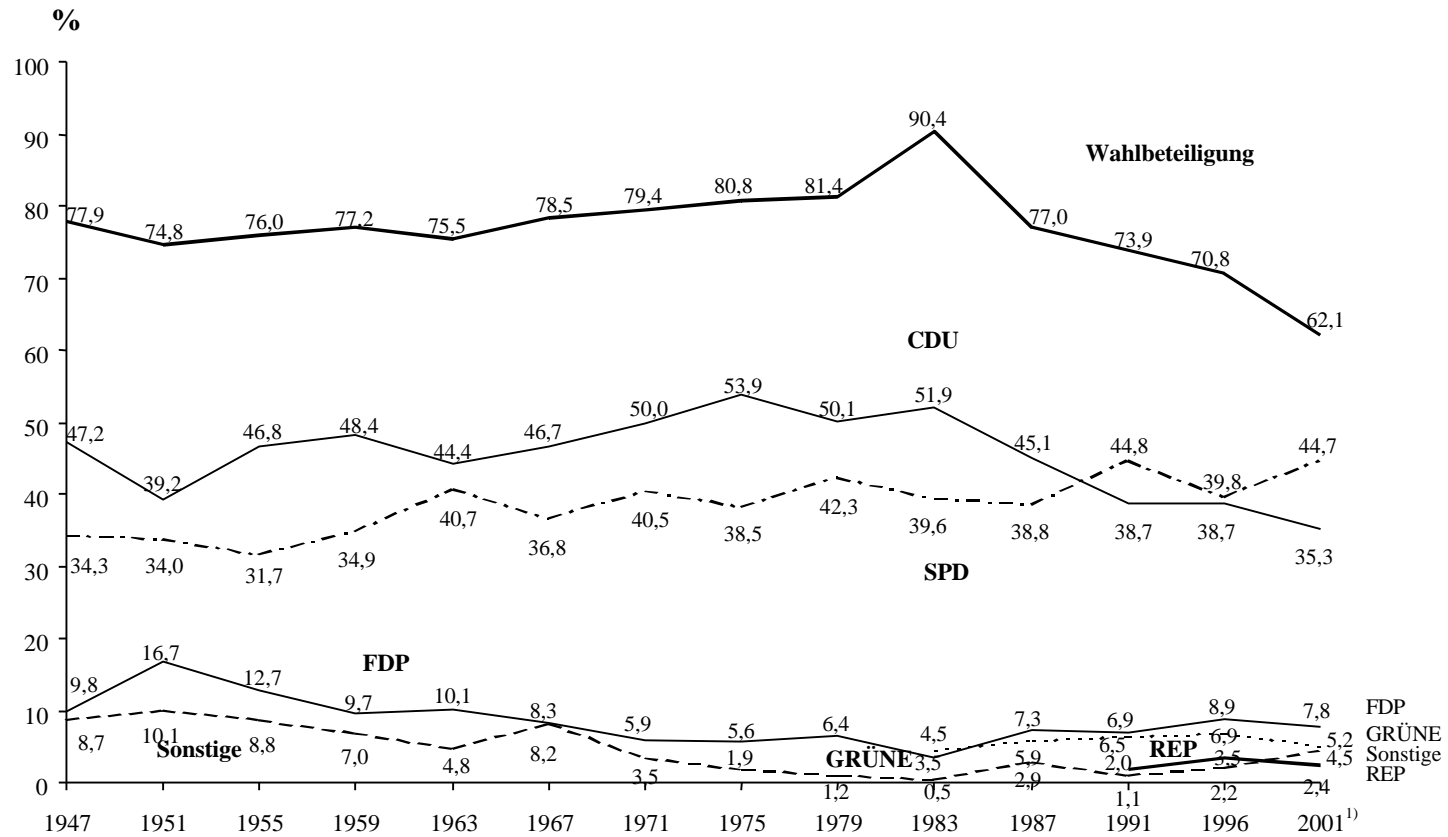 %
100
90,4
90
Wahlbeteiligung
80,8 81,4
80
77,9 74,8 76,0 77,2 75,5 78,5 79,4 77,0
73,9
70,8
70
62,1
60
CDU
53,9 51,9
50,0 50,1
50
47,2 46,8 48,4 44,4 46,7 45,1 44,8 44,7
39,2 39,8
40
40,7 40,5 42,3
34,3 34,0 31,7 34,9 36,8 38,5 39,6 38,8 38,7 38,7 35,3
SPD
30
20
16,7
FDP
12,7
9,8 9,7 10,1 8,3 5,9 5,6 6,4 4,5 7,3 6,9 8,9 7,8 FDP
10
8,7 10,1 8,8 7,0 4,8 8,2 3,5 1,9 3,5 5,9 6,5 6,9 5,2 GRÜNE
Sonstige GRÜNE REP
2,0 3,5 4,5 Sonstige
1,2 0,5 2,9 1,1 2,2 2,4 REP
0
1947 1951 1955 1959 1963 1967 1971 1975 1979 1983 1987 1991 1996 2001 1)